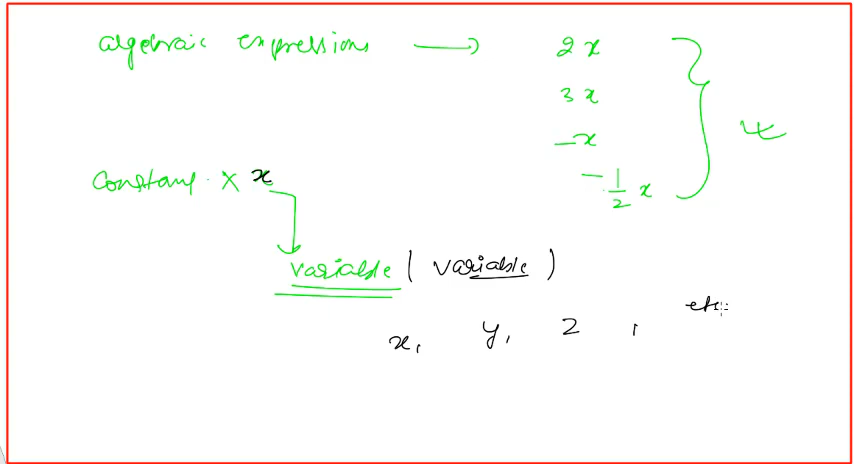 algebraic expressions → 2x
3x
-x
constant · × x
-1/2 x
variable ( variable )
x, y, z , etc